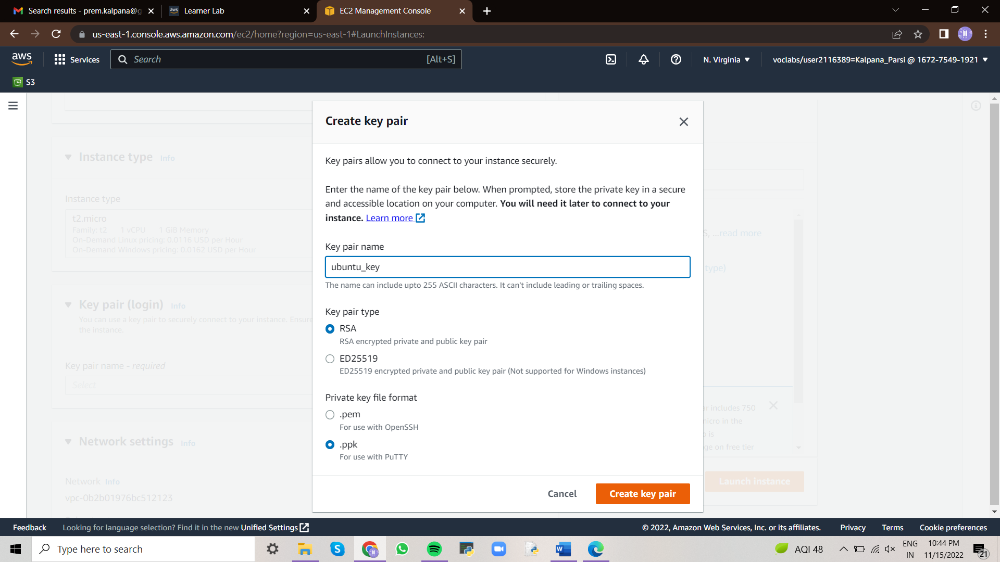 Search results - prem.kalpana@g
Learner Lab
EC2 Management Console
us-east-1.console.aws.amazon.com/ec2/home?region=us-east-1#LaunchInstances:
aws
Services
Search
[Alt+S]
N. Virginia
voclabs/user2116389=Kalpana_Parsi @ 1672-7549-1921
S3
Create key pair
Key pairs allow you to connect to your instance securely.
Enter the name of the key pair below. When prompted, store the private key in a secure
and accessible location on your computer. You will need it later to connect to your
instance. Learn more
Key pair name
ubuntu_key
The name can include upto 255 ASCII characters. It can't include leading or trailing spaces.
Key pair type
RSA
RSA encrypted private and public key pair
ED25519
ED25519 encrypted private and public key pair (Not supported for Windows instances)
Private key file format
.pem
For use with OpenSSH
.ppk
For use with PuTTY
Cancel
Create key pair
Instance type Info
Instance type
t2.micro
Family: t2 1 vCPU 1 GiB Memory
On-Demand Linux pricing: 0.0116 USD per Hour
On-Demand Windows pricing: 0.0162 USD per Hour
Key pair (login) Info
You can use a key pair to securely connect to your instance. Ensure
the instance.
Key pair name - required
Select
Network settings Info
Network Info
vpc-0b2b01976bc512123
S, ...read more
type)
ar includes 750
micro in the
o is
ge on free tier
Launch instance
Feedback
Looking for language selection? Find it in the new Unified Settings
© 2022, Amazon Web Services, Inc. or its affiliates.
Privacy
Terms
Cookie preferences
Type here to search
AQI 48
ENG
IN
10:44 PM
11/15/2022
21